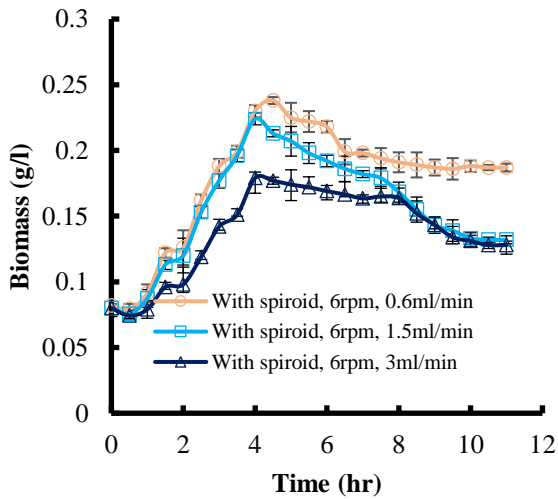 0.3
0.25
0.2
0.15
0.1
0.05
0
Biomass (g/l)
With spiroid, 6rpm, 0.6ml/min
With spiroid, 6rpm, 1.5ml/min
With spiroid, 6rpm, 3ml/min
0 2 4 6 8 10 12
Time (hr)